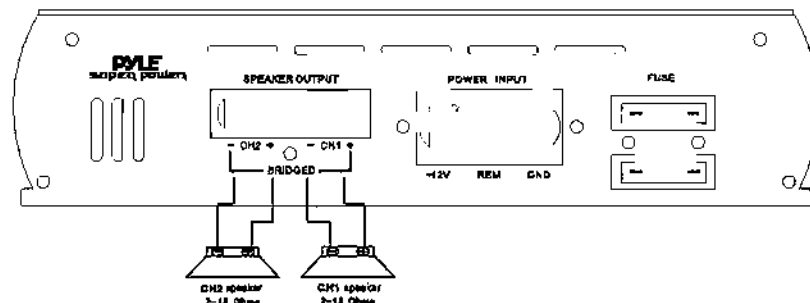 PYLE
SPEAKER OUTPUT
POWER INPUT
FUSE
- CH2 + - CH1 +
BRIDGED
+12V REM GND
CH2 speaker
CH1 speaker